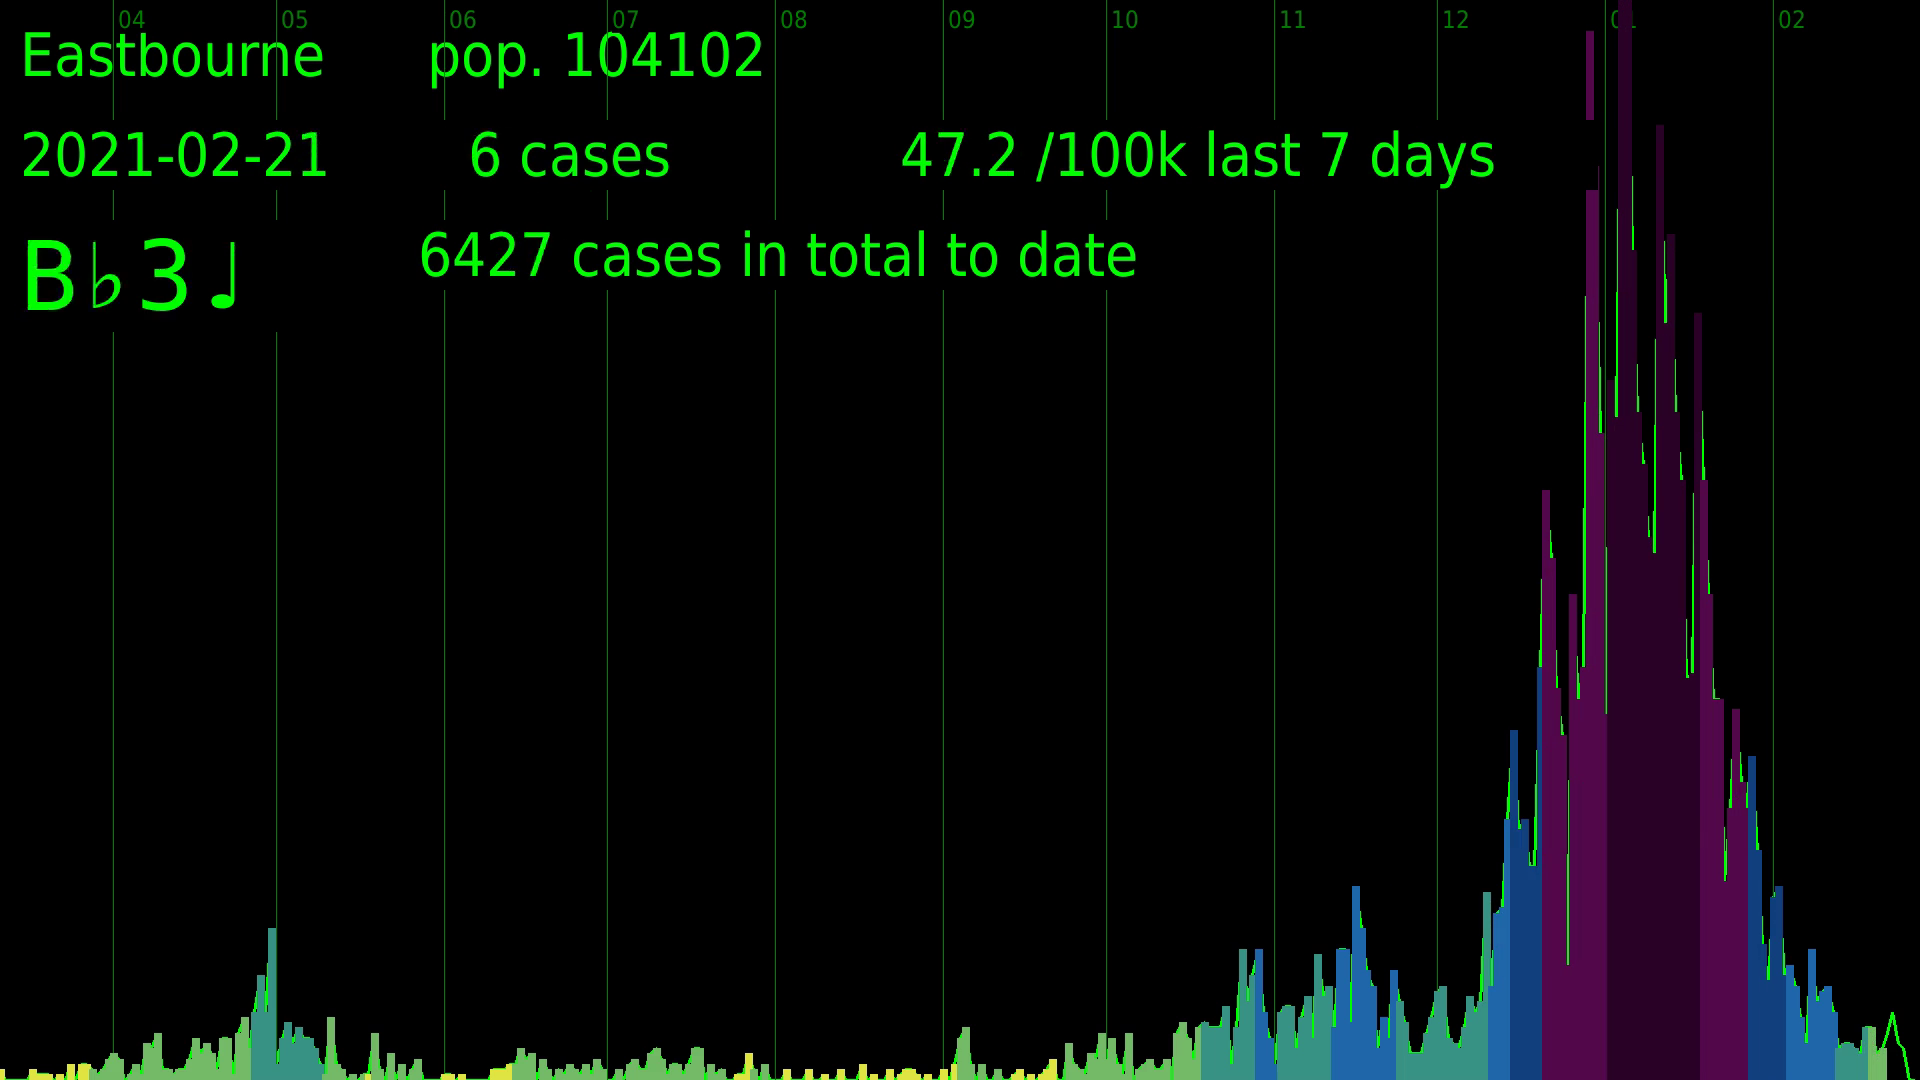 04 05 06 07 08 09 10 11 12 01 02
Eastbourne pop. 104102
2021-02-21 6 cases 47.2 /100k last 7 days
B♭3♩ 6427 cases in total to date